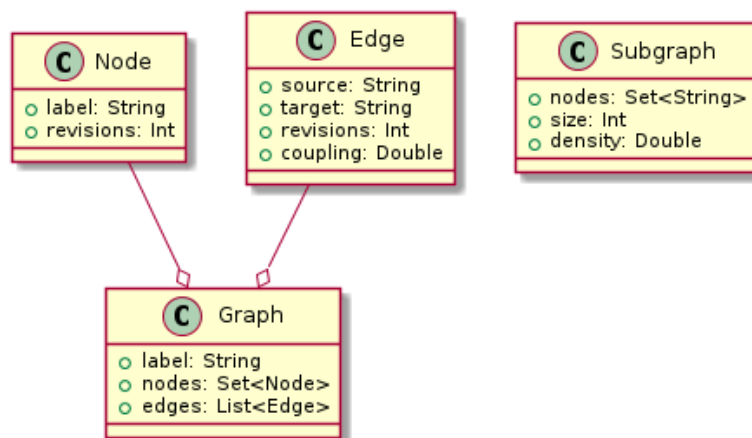 C Node
label: String
revisions: Int
C Edge
source: String
target: String
revisions: Int
coupling: Double
C Subgraph
nodes: Set<String>
size: Int
density: Double
C Graph
label: String
nodes: Set<Node>
edges: List<Edge>